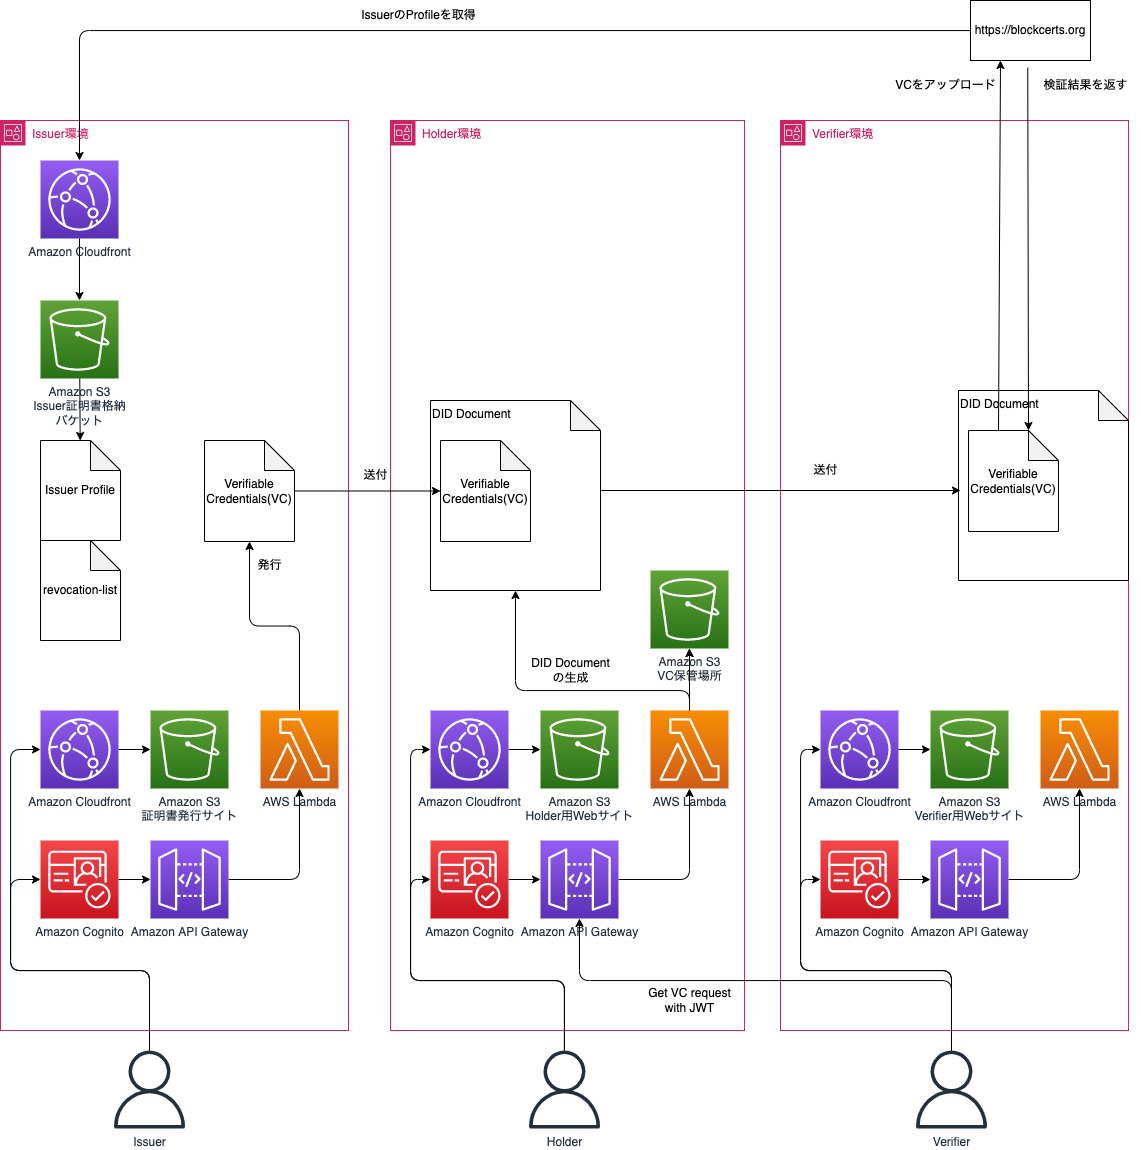 IssuerのProfileを取得
https://blockcerts.org
VCをアップロード
検証結果を返す
Issuer環境
Holder環境
Verifier環境
Amazon Cloudfront
Amazon S3
Issuer証明書格納
バケット
Issuer Profile
revocation-list
Verifiable
Credentials(VC)
発行
送付
DID Document
Verifiable
Credentials(VC)
送付
DID Document
Verifiable
Credentials(VC)
DID Document
の生成
Amazon S3
VC保管場所
Amazon Cloudfront
Amazon S3
証明書発行サイト
AWS Lambda
Amazon Cognito
Amazon API Gateway
Amazon Cloudfront
Amazon S3
Holder用Webサイト
AWS Lambda
Amazon Cognito
Amazon API Gateway
Amazon Cloudfront
Amazon S3
Verifier用Webサイト
AWS Lambda
Amazon Cognito
Amazon API Gateway
Get VC request
with JWT
Issuer
Holder
Verifier